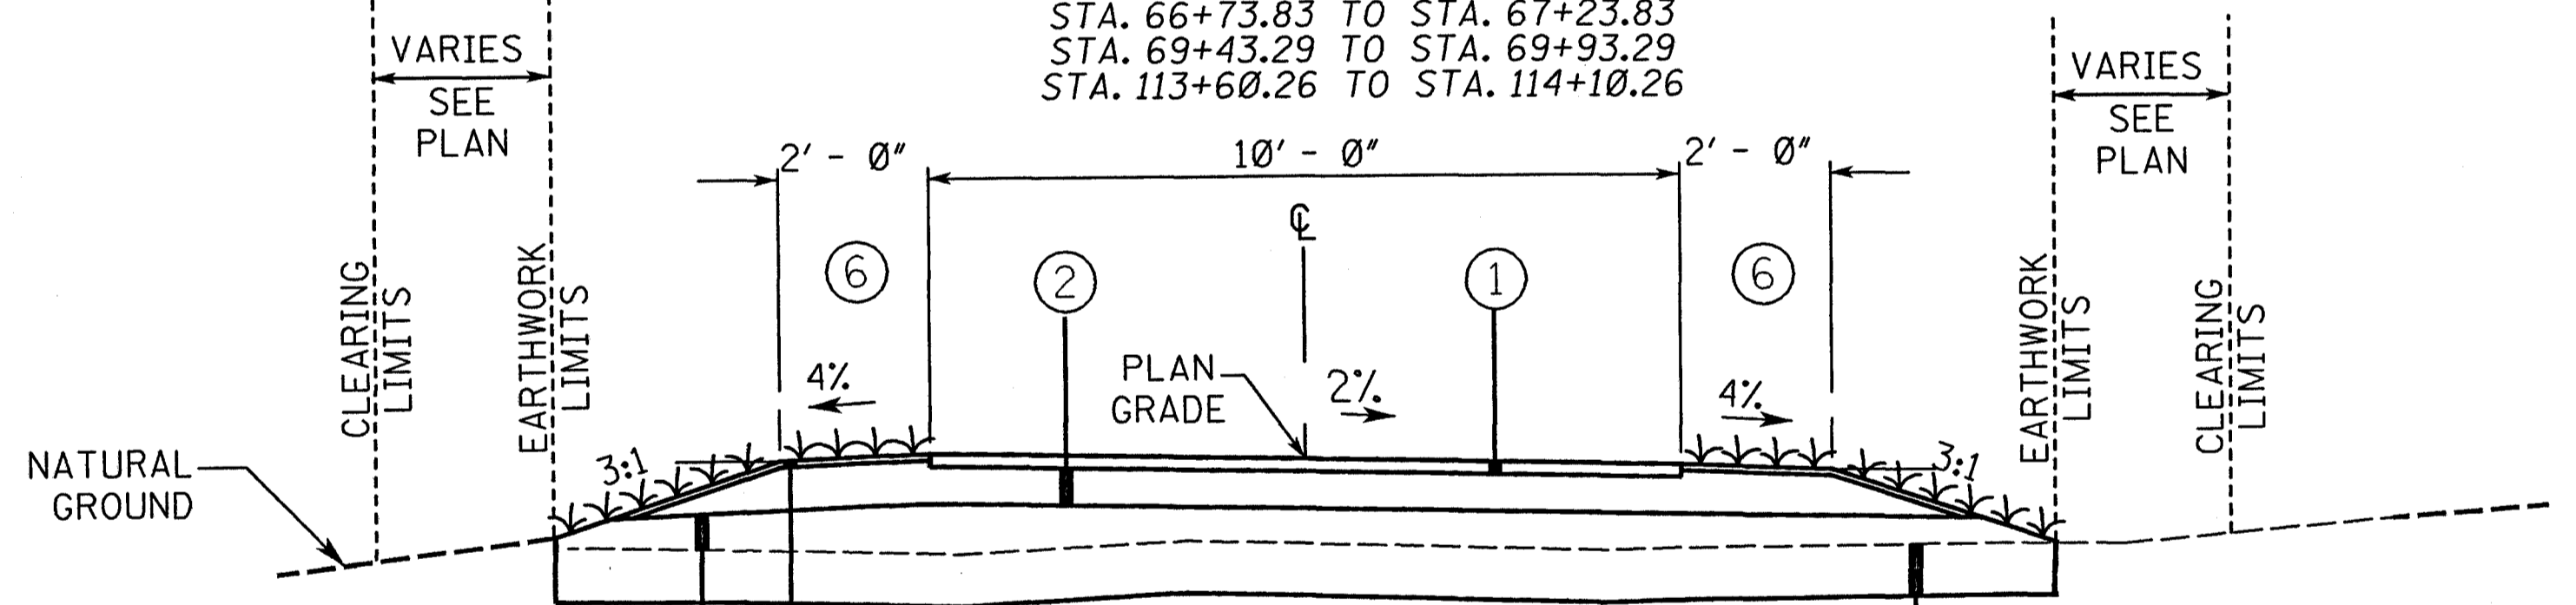 STA. 66+73.83 TO STA. 67+23.83
STA. 69+43.29 TO STA. 69+93.29
STA. 113+60.26 TO STA. 114+10.26
VARIES
SEE
PLAN
VARIES
SEE
PLAN
2' - 0"
10' - 0"
2' - 0"
℄
6
2
1
6
CLEARING
LIMITS
EARTHWORK
LIMITS
EARTHWORK
LIMITS
CLEARING
LIMITS
4%
PLAN
GRADE
2%
4%
NATURAL
GROUND
3:1
3:1